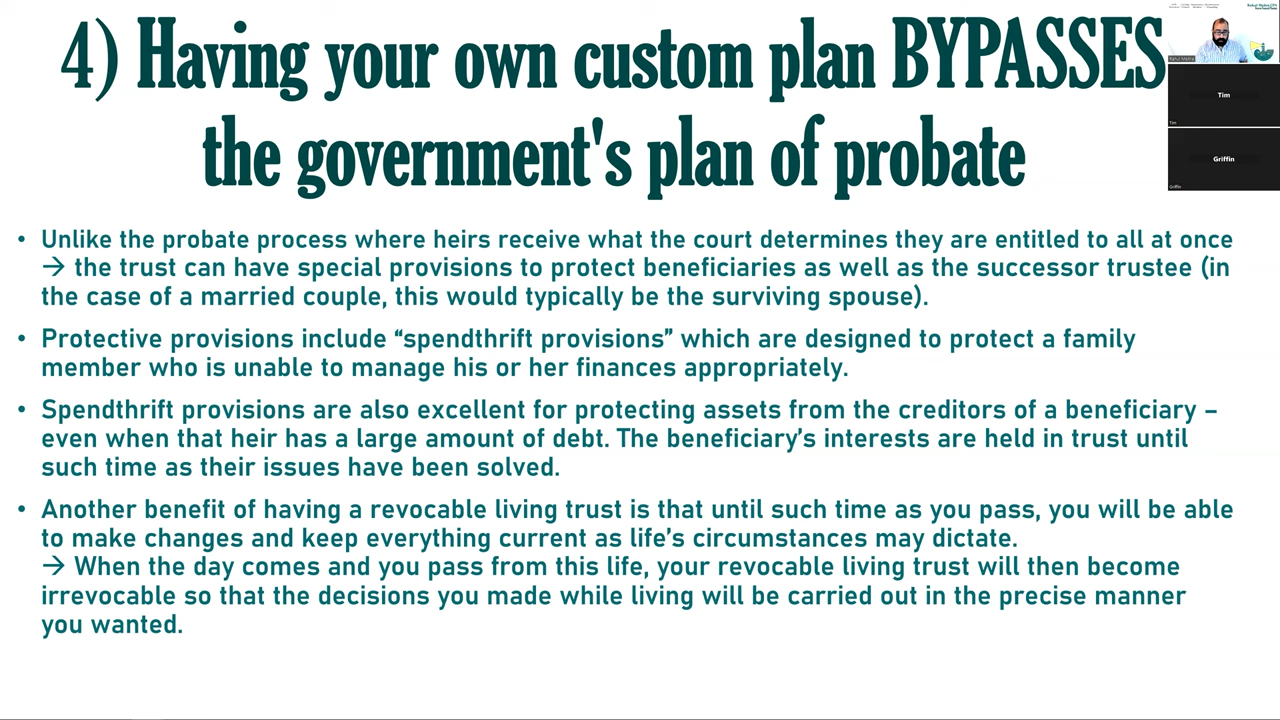 4) Having your own custom plan BYPASSES
the government's plan of probate
• Unlike the probate process where heirs receive what the court determines they are entitled to all at once
→ the trust can have special provisions to protect beneficiaries as well as the successor trustee (in
the case of a married couple, this would typically be the surviving spouse).
• Protective provisions include “spendthrift provisions” which are designed to protect a family
member who is unable to manage his or her finances appropriately.
• Spendthrift provisions are also excellent for protecting assets from the creditors of a beneficiary –
even when that heir has a large amount of debt. The beneficiary’s interests are held in trust until
such time as their issues have been solved.
• Another benefit of having a revocable living trust is that until such time as you pass, you will be able
to make changes and keep everything current as life’s circumstances may dictate.
→ When the day comes and you pass from this life, your revocable living trust will then become
irrevocable so that the decisions you made while living will be carried out in the precise manner
you wanted.
Tim
Tim
Griffin
Griffin